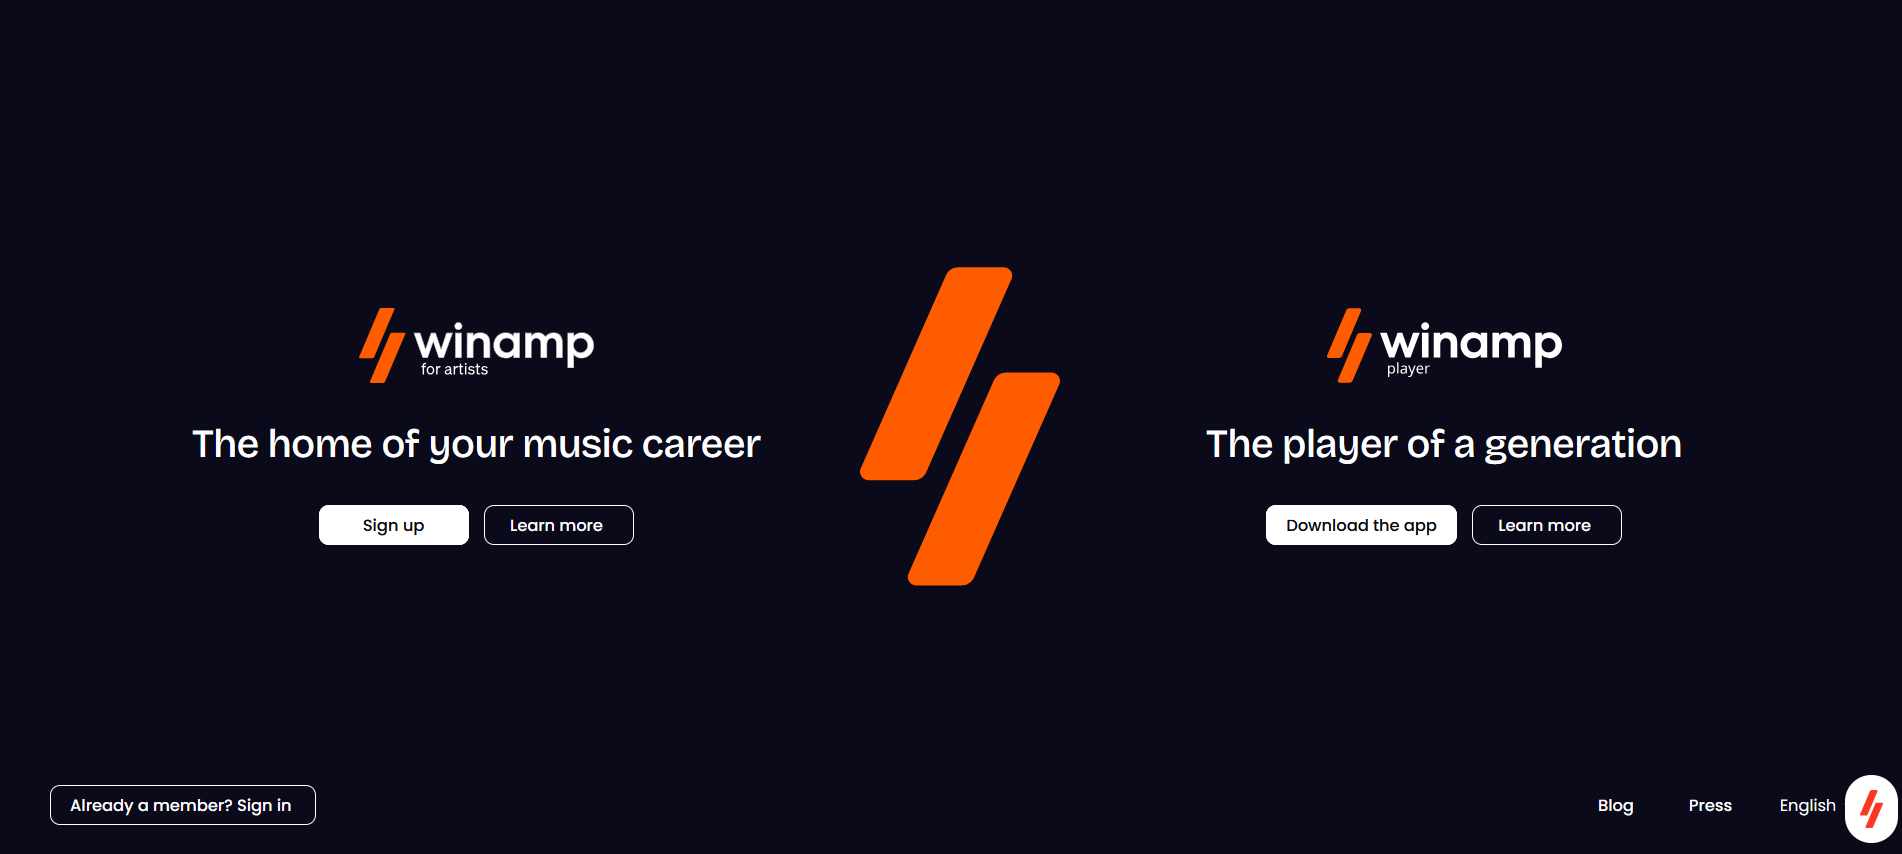 winamp
for artists
The home of your music career
Sign up
Learn more
winamp
player
The player of a generation
Download the app
Learn more
Already a member? Sign in
Blog
Press
English